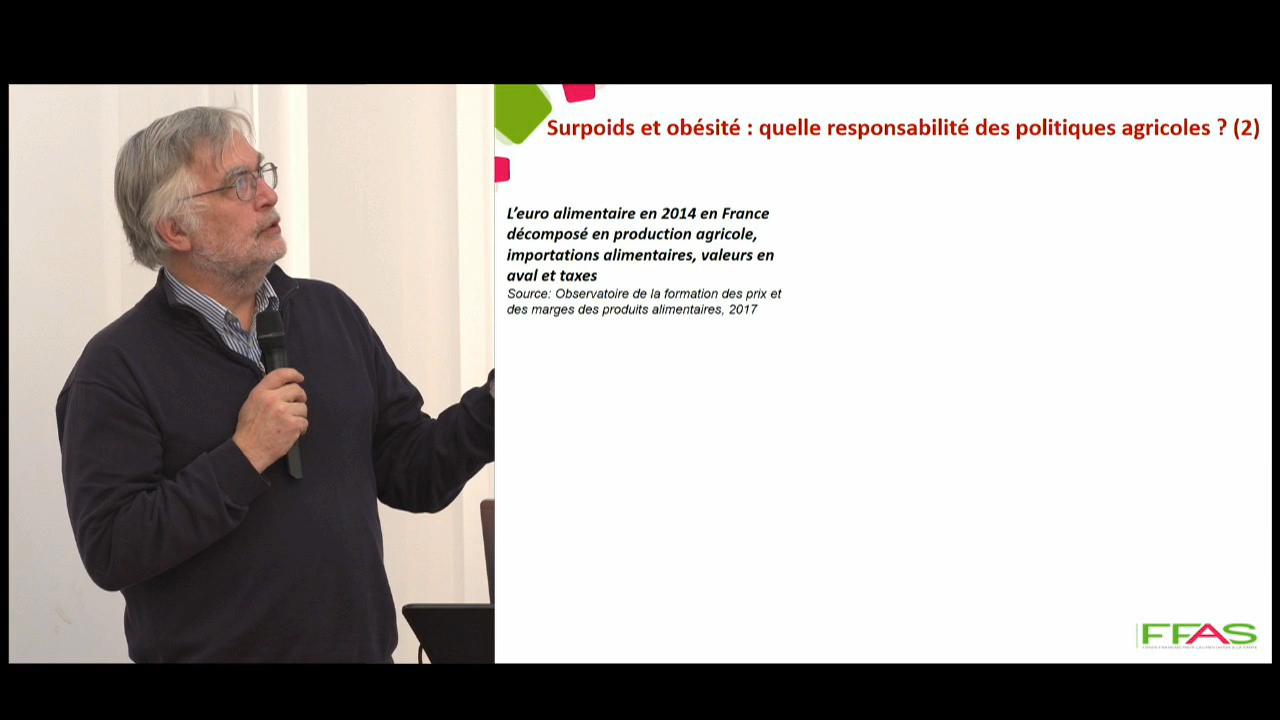 Surpoids et obésité : quelle responsabilité des politiques agricoles ? (2)
L'euro alimentaire en 2014 en France
décomposé en production agricole,
importations alimentaires, valeurs en
aval et taxes
Source: Observatoire de la formation des prix et
des marges des produits alimentaires, 2017
FFAS